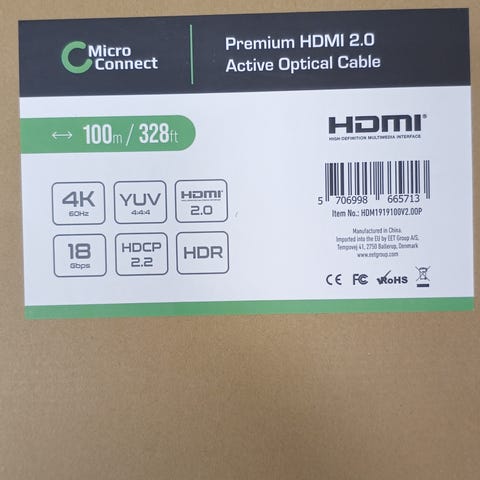 Micro
Connect
Premium HDMI 2.0
Active Optical Cable
100m / 328ft
HDMI®
HIGH-DEFINITION MULTIMEDIA INTERFACE
4K
60Hz
YUV
4:4:4
HDMI
2.0
18
Gbps
HDCP
2.2
HDR
5 706998 665713
Item No.: HDM1919100V2.0OP
Manufactured in China.
Imported into the EU by EET Group A/S,
Tempovej 41, 2750 Ballerup, Denmark
www.eetgroup.com
CE FC RoHS